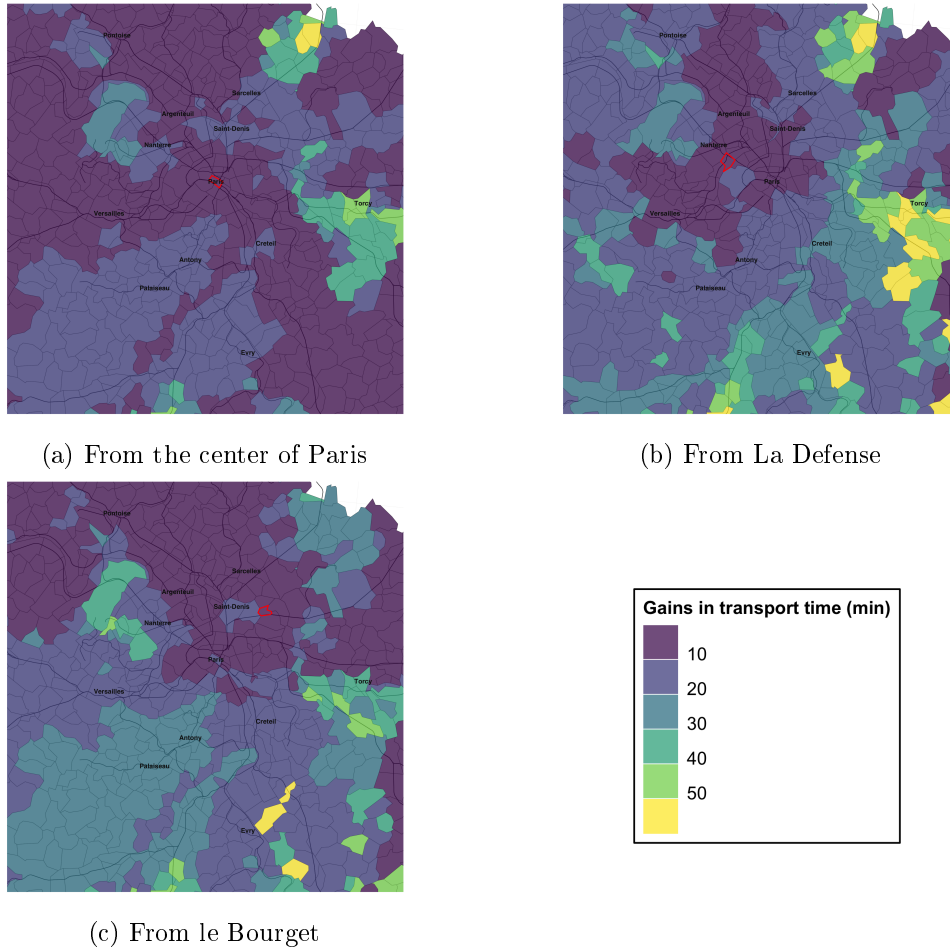 Pontoise
Sarcelles
Argenteuil
Saint-Denis
Nanterre
Paris
Torcy
Versailles
Creteil
Antony
Palaiseau
Evry
(a) From the center of Paris
Pontoise
Sarcelles
Argenteuil
Saint-Denis
Nanterre
Paris
Torcy
Versailles
Creteil
Antony
Palaiseau
Evry
(b) From La Defense
Pontoise
Sarcelles
Argenteuil
Saint-Denis
Nanterre
Paris
Torcy
Versailles
Creteil
Antony
Palaiseau
Evry
(c) From le Bourget
Gains in transport time (min)
10
20
30
40
50